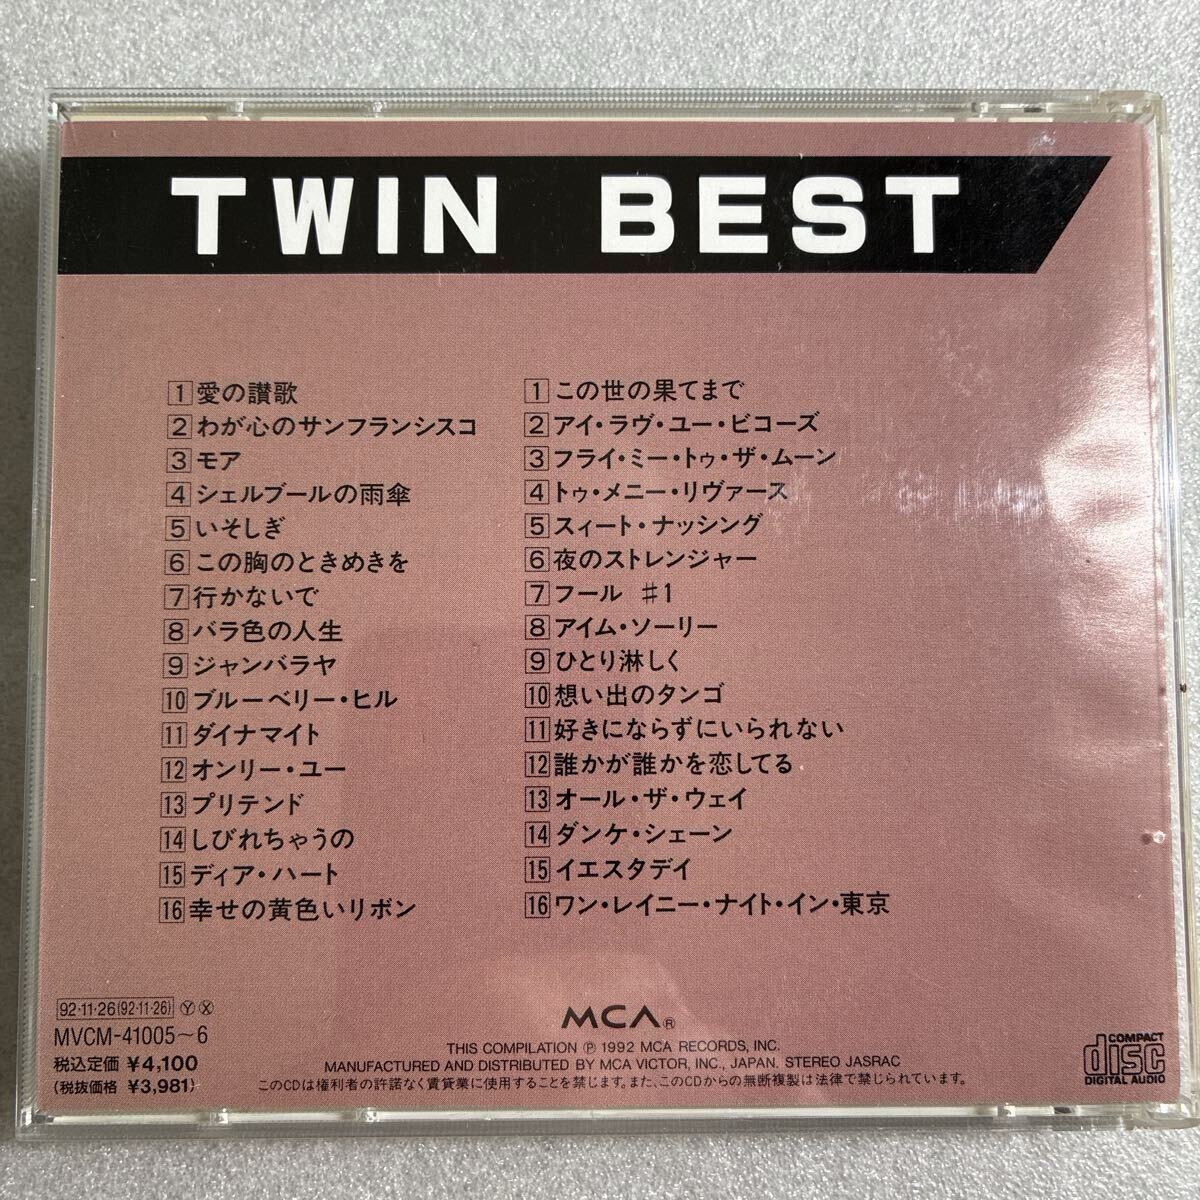 TWIN BEST
1 愛の讃歌
2 わが心のサンフランシスコ
3 モア
4 シェルブールの雨傘
5 いそしぎ
6 この胸のときめきを
7 行かないで
8 バラ色の人生
9 ジャンバラヤ
10 ブルーベリー・ヒル
11 ダイナマイト
12 オンリー・ユー
13 プリテンド
14 しびれちゃうの
15 ディア・ハート
16 幸せの黄色いリボン
1 この世の果てまで
2 アイ・ラヴ・ユー・ビコーズ
3 フライ・ミー・トゥ・ザ・ムーン
4 トゥ・メニー・リヴァース
5 スィート・ナッシング
6 夜のストレンジャー
7 フール ♯1
8 アイム・ソーリー
9 ひとり淋しく
10 想い出のタンゴ
11 好きにならずにいられない
12 誰かが誰かを恋してる
13 オール・ザ・ウェイ
14 ダンケ・シェーン
15 イエスタデイ
16 ワン・レイニー・ナイト・イン・東京
92·11·26(92·11·26) Ⓨ Ⓧ
MVCM-41005〜6
税込定価 ¥4,100
(税抜価格 ¥3,981)
MCA®
THIS COMPILATION ℗ 1992 MCA RECORDS, INC.
MANUFACTURED AND DISTRIBUTED BY MCA VICTOR, INC., JAPAN. STEREO JASRAC
このCDは権利者の許諾なく賃貸業に使用することを禁じます。また、このCDからの無断複製は法律で禁じられています。
COMPACT
disc
DIGITAL AUDIO